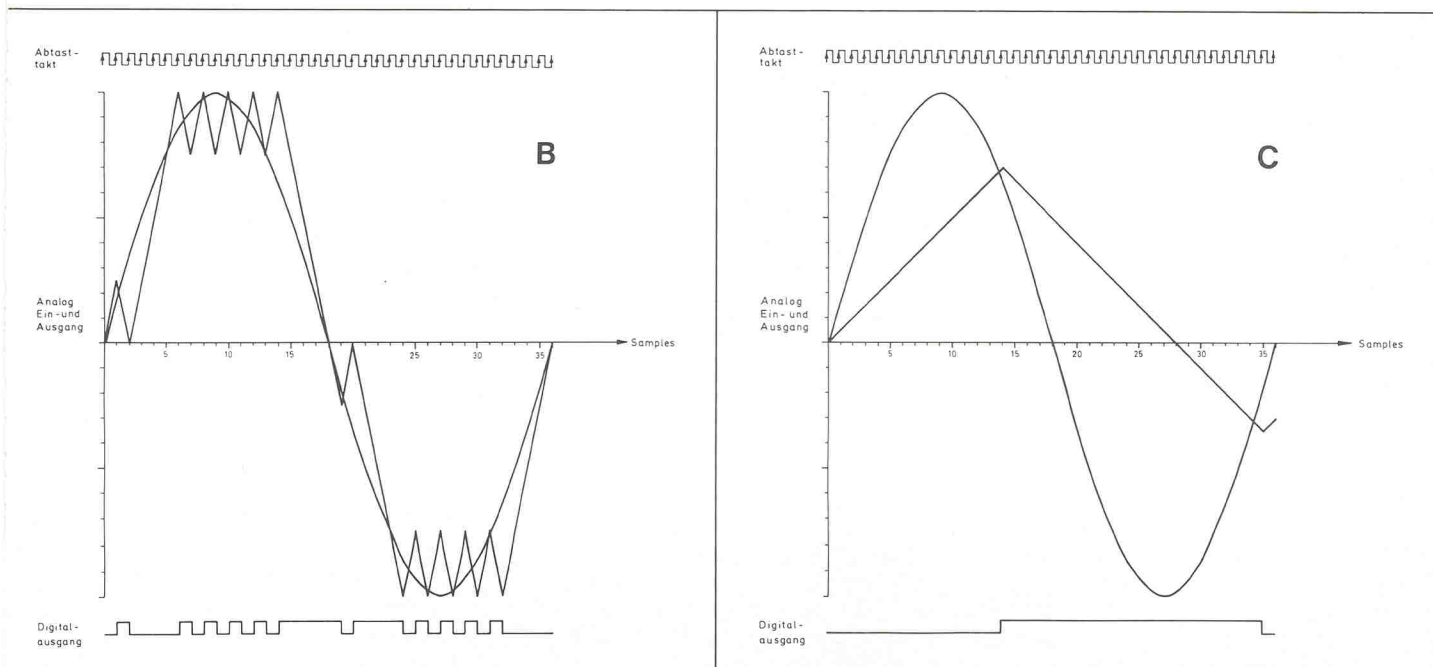 Abtast-
takt
B
Analog
Ein-und
Ausgang
5 10 15 20 25 30 35
Samples
Digital-
ausgang
Abtast-
takt
C
Analog
Ein-und
Ausgang
5 10 15 20 25 30 35
Samples
Digital-
ausgang